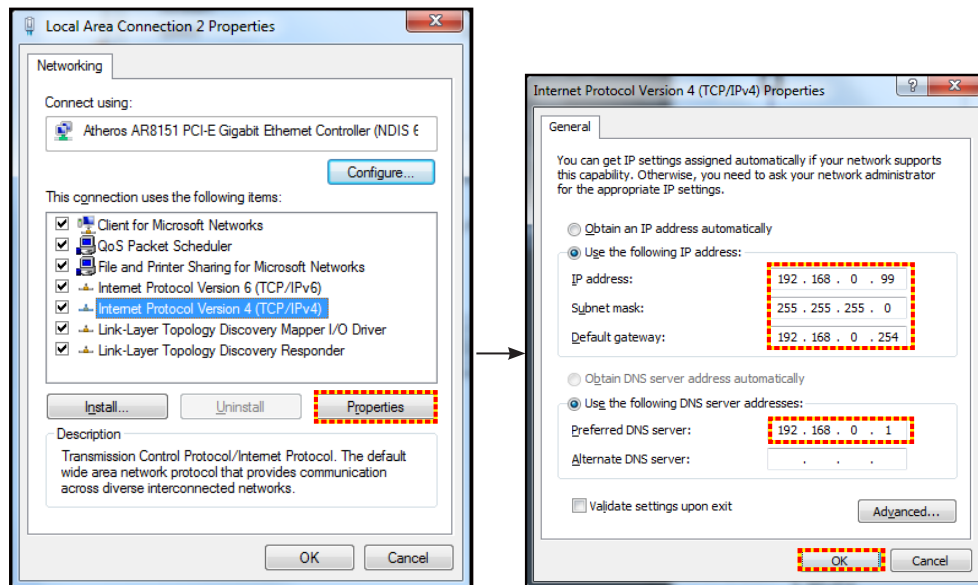 Local Area Connection 2 Properties
Networking
Connect using:
Atheros AR8151 PCI-E Gigabit Ethernet Controller (NDIS 6
Configure...
This connection uses the following items:
Client for Microsoft Networks
QoS Packet Scheduler
File and Printer Sharing for Microsoft Networks
Internet Protocol Version 6 (TCP/IPv6)
Internet Protocol Version 4 (TCP/IPv4)
Link-Layer Topology Discovery Mapper I/O Driver
Link-Layer Topology Discovery Responder
Install... Uninstall Properties
Description
Transmission Control Protocol/Internet Protocol. The default
wide area network protocol that provides communication
across diverse interconnected networks.
OK Cancel
Internet Protocol Version 4 (TCP/IPv4) Properties
General
You can get IP settings assigned automatically if your network supports
this capability. Otherwise, you need to ask your network administrator
for the appropriate IP settings.
Obtain an IP address automatically
Use the following IP address:
IP address: 192 . 168 . 0 . 99
Subnet mask: 255 . 255 . 255 . 0
Default gateway: 192 . 168 . 0 . 254
Obtain DNS server address automatically
Use the following DNS server addresses:
Preferred DNS server: 192 . 168 . 0 . 1
Alternate DNS server: . . .
Validate settings upon exit
Advanced...
OK Cancel